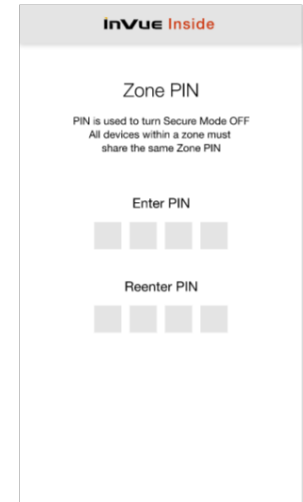 InVue Inside
Zone PIN
PIN is used to turn Secure Mode OFF
All devices within a zone must
share the same Zone PIN
Enter PIN
Reenter PIN